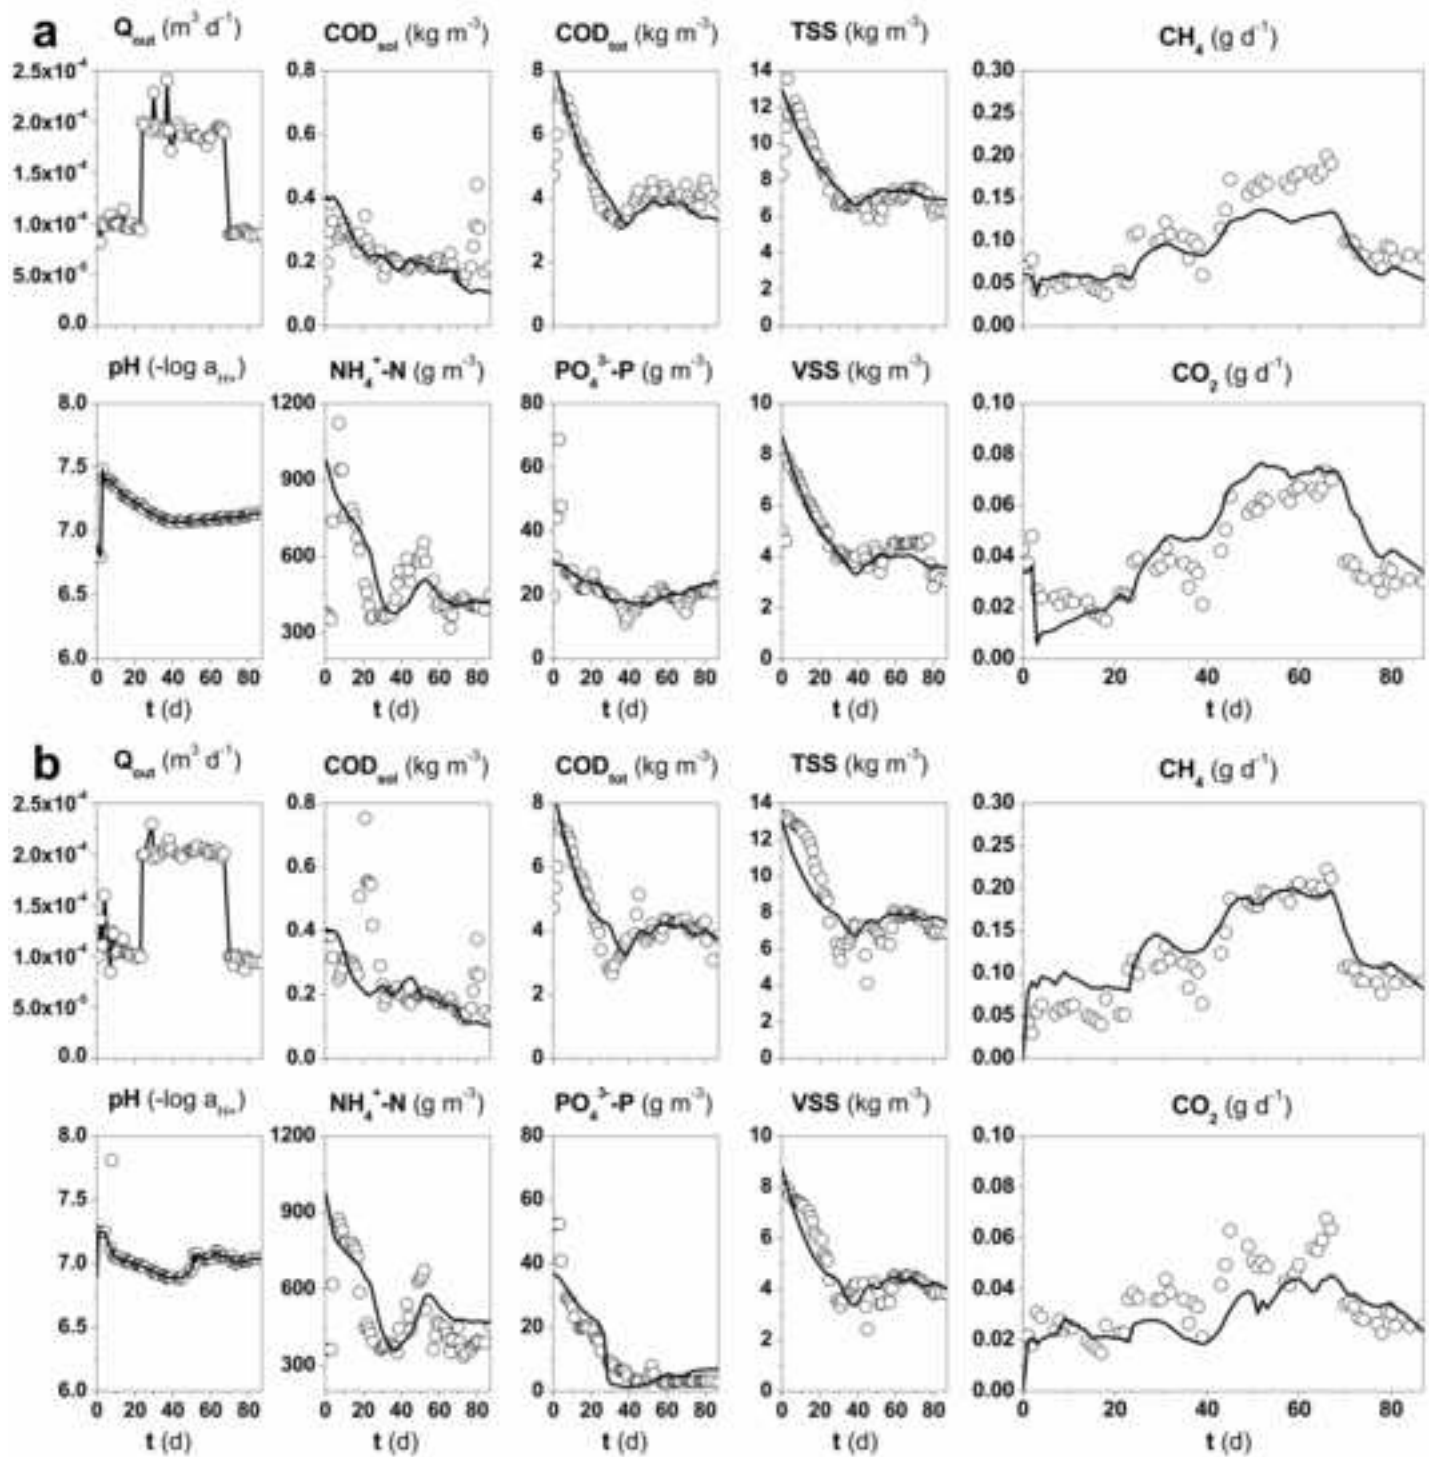 a
Q_out (m³ d⁻¹) COD_sol (kg m⁻³) COD_tot (kg m⁻³) TSS (kg m⁻³) CH₄ (g d⁻¹)
2.5x10⁻⁴ 0.8 8 14 0.30
12 0.25
2.0x10⁻⁴ 0.6 6 10 0.20
1.5x10⁻⁴ 0.4 4 8 0.15
1.0x10⁻⁴ 6 0.10
5.0x10⁻⁵ 0.2 2 4 0.05
2
0.0 0.0 0 0 0.00
pH (-log a_H+) NH₄⁺-N (g m⁻³) PO₄³⁻-P (g m⁻³) VSS (kg m⁻³) CO₂ (g d⁻¹)
8.0 1200 80 10 0.10
7.5 900 60 8 0.08
7.0 600 40 6 0.06
4 0.04
6.5 300 20 2 0.02
6.0 0 0 0.00
0 20 40 60 80 0 20 40 60 80 0 20 40 60 80 0 20 40 60 80 0 20 40 60 80
t (d) t (d) t (d) t (d) t (d)
b
Q_out (m³ d⁻¹) COD_sol (kg m⁻³) COD_tot (kg m⁻³) TSS (kg m⁻³) CH₄ (g d⁻¹)
2.5x10⁻⁴ 0.8 8 14 0.30
12 0.25
2.0x10⁻⁴ 0.6 6 10 0.20
1.5x10⁻⁴ 0.4 4 8 0.15
1.0x10⁻⁴ 6 0.10
5.0x10⁻⁵ 0.2 2 4 0.05
2
0.0 0.0 0 0 0.00
pH (-log a_H+) NH₄⁺-N (g m⁻³) PO₄³⁻-P (g m⁻³) VSS (kg m⁻³) CO₂ (g d⁻¹)
8.0 1200 80 10 0.10
7.5 900 60 8 0.08
7.0 600 40 6 0.06
4 0.04
6.5 300 20 2 0.02
6.0 0 0 0.00
0 20 40 60 80 0 20 40 60 80 0 20 40 60 80 0 20 40 60 80 0 20 40 60 80
t (d) t (d) t (d) t (d) t (d)